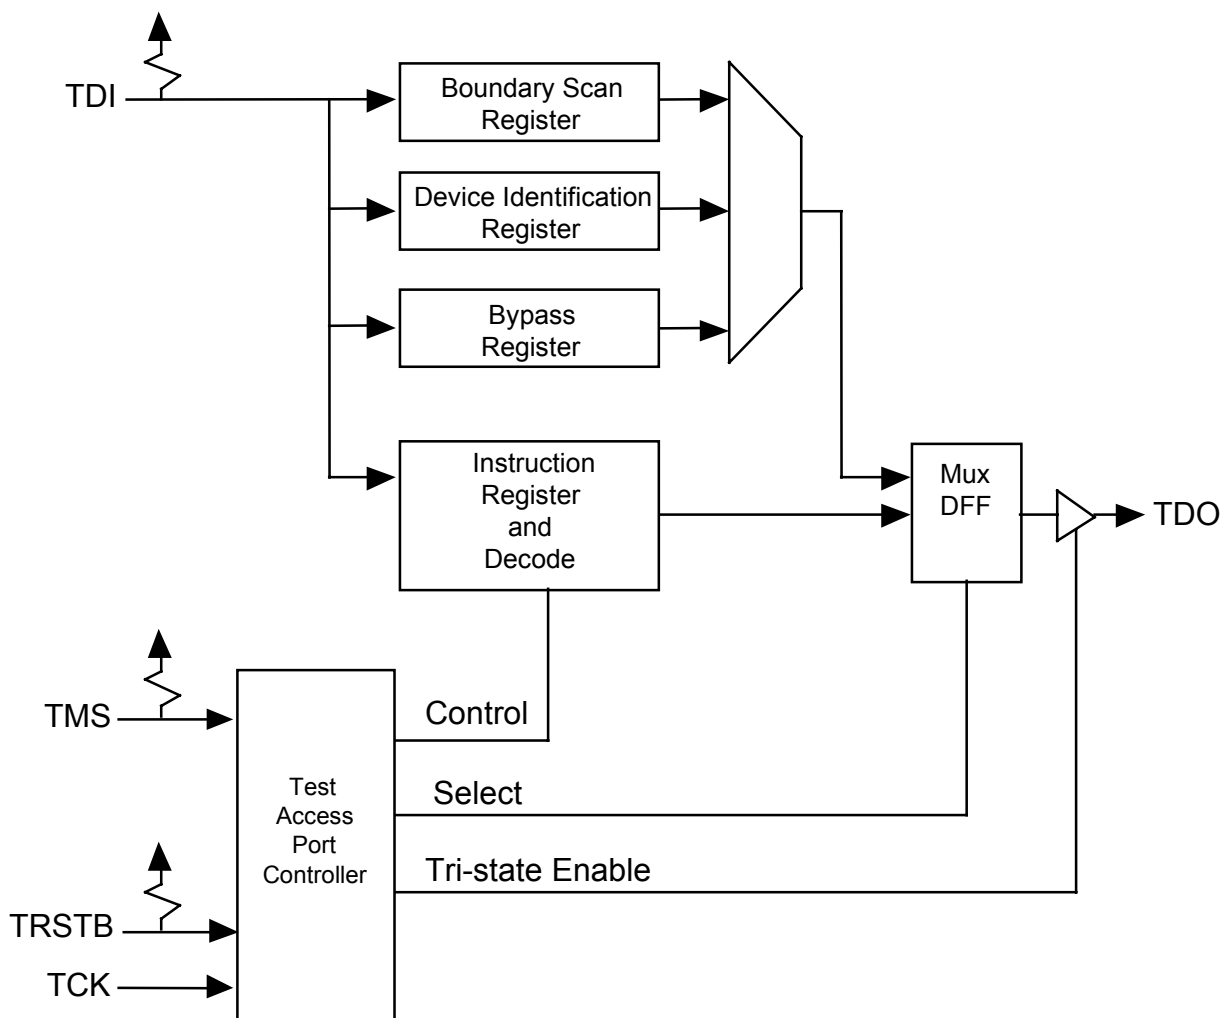 TDI
Boundary Scan
Register
Device Identification
Register
Bypass
Register
Instruction
Register
and
Decode
Mux
DFF
TDO
TMS
Control
Test
Access
Port
Controller
Select
Tri-state Enable
TRSTB
TCK